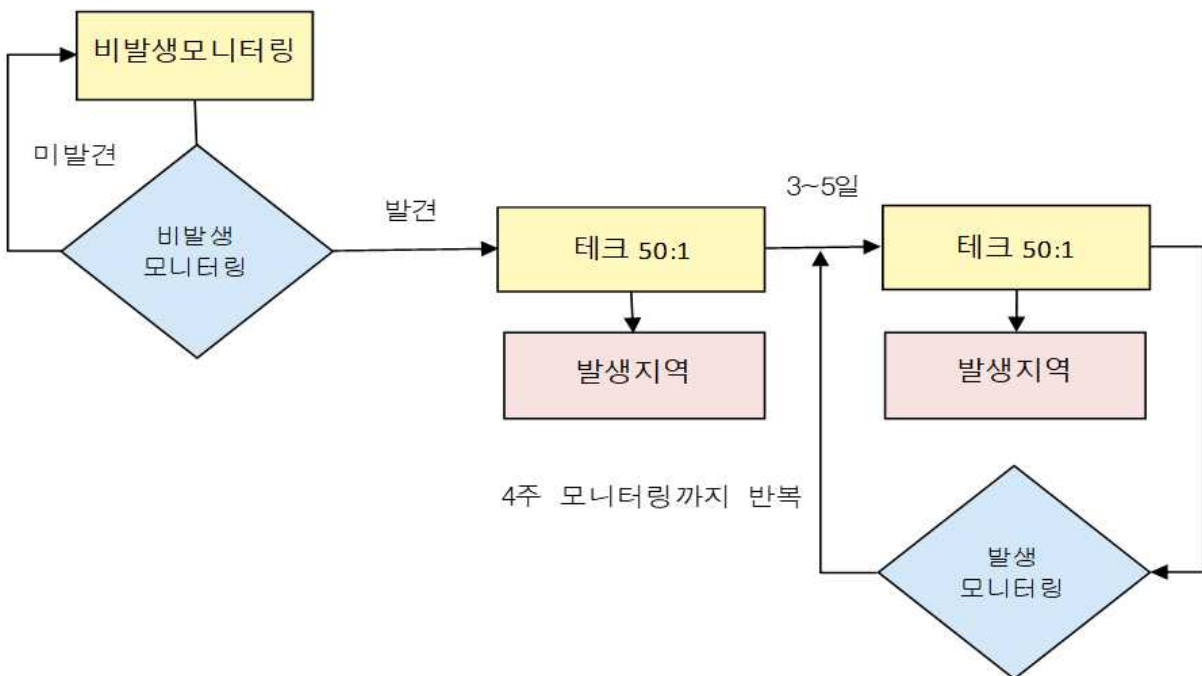 비발생모니터링
미발견
비발생
모니터링
발견
테크 50:1
발생지역
3~5일
테크 50:1
발생지역
4주 모니터링까지 반복
발생
모니터링